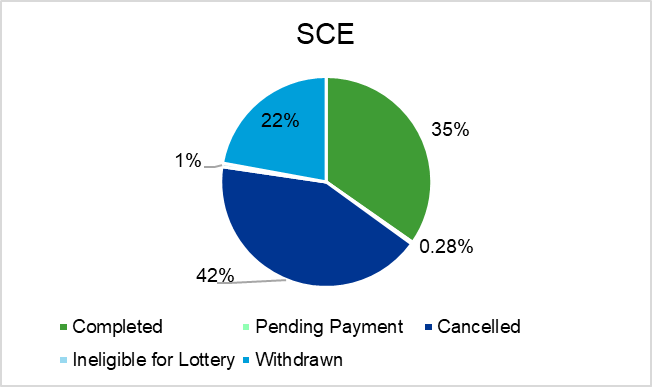 SCE
22%
35%
1%
0.28%
42%
Completed
Pending Payment
Cancelled
Ineligible for Lottery
Withdrawn